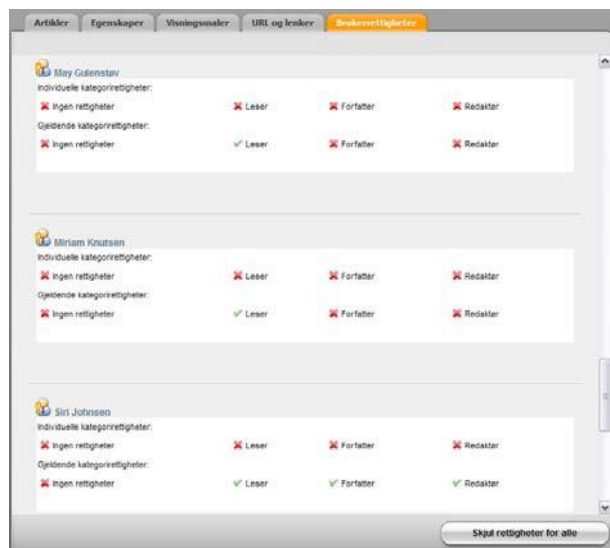 Artikler Egenskaper Visningsmaler URL og lenker Brukerrettigheter
May Gulenstøv
Individuelle kategorirettigheter:
Ingen rettigheter Leser Forfatter Redaktør
Gjeldende kategorirettigheter:
Ingen rettigheter Leser Forfatter Redaktør
Miriam Knutsen
Individuelle kategorirettigheter:
Ingen rettigheter Leser Forfatter Redaktør
Gjeldende kategorirettigheter:
Ingen rettigheter Leser Forfatter Redaktør
Siri Johnsen
Individuelle kategorirettigheter:
Ingen rettigheter Leser Forfatter Redaktør
Gjeldende kategorirettigheter:
Ingen rettigheter Leser Forfatter Redaktør
Skjul rettigheter for alle